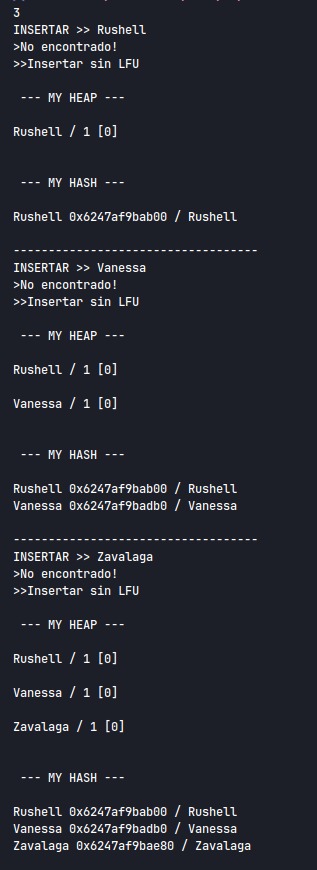 3
INSERTAR >> Rushell
>No encontrado!
>>Insertar sin LFU
--- MY HEAP ---
Rushell / 1 [0]
--- MY HASH ---
Rushell 0x6247af9bab00 / Rushell
-----------------------------------
INSERTAR >> Vanessa
>No encontrado!
>>Insertar sin LFU
--- MY HEAP ---
Rushell / 1 [0]
Vanessa / 1 [0]
--- MY HASH ---
Rushell 0x6247af9bab00 / Rushell
Vanessa 0x6247af9badb0 / Vanessa
-----------------------------------
INSERTAR >> Zavalaga
>No encontrado!
>>Insertar sin LFU
--- MY HEAP ---
Rushell / 1 [0]
Vanessa / 1 [0]
Zavalaga / 1 [0]
--- MY HASH ---
Rushell 0x6247af9bab00 / Rushell
Vanessa 0x6247af9badb0 / Vanessa
Zavalaga 0x6247af9bae80 / Zavalaga